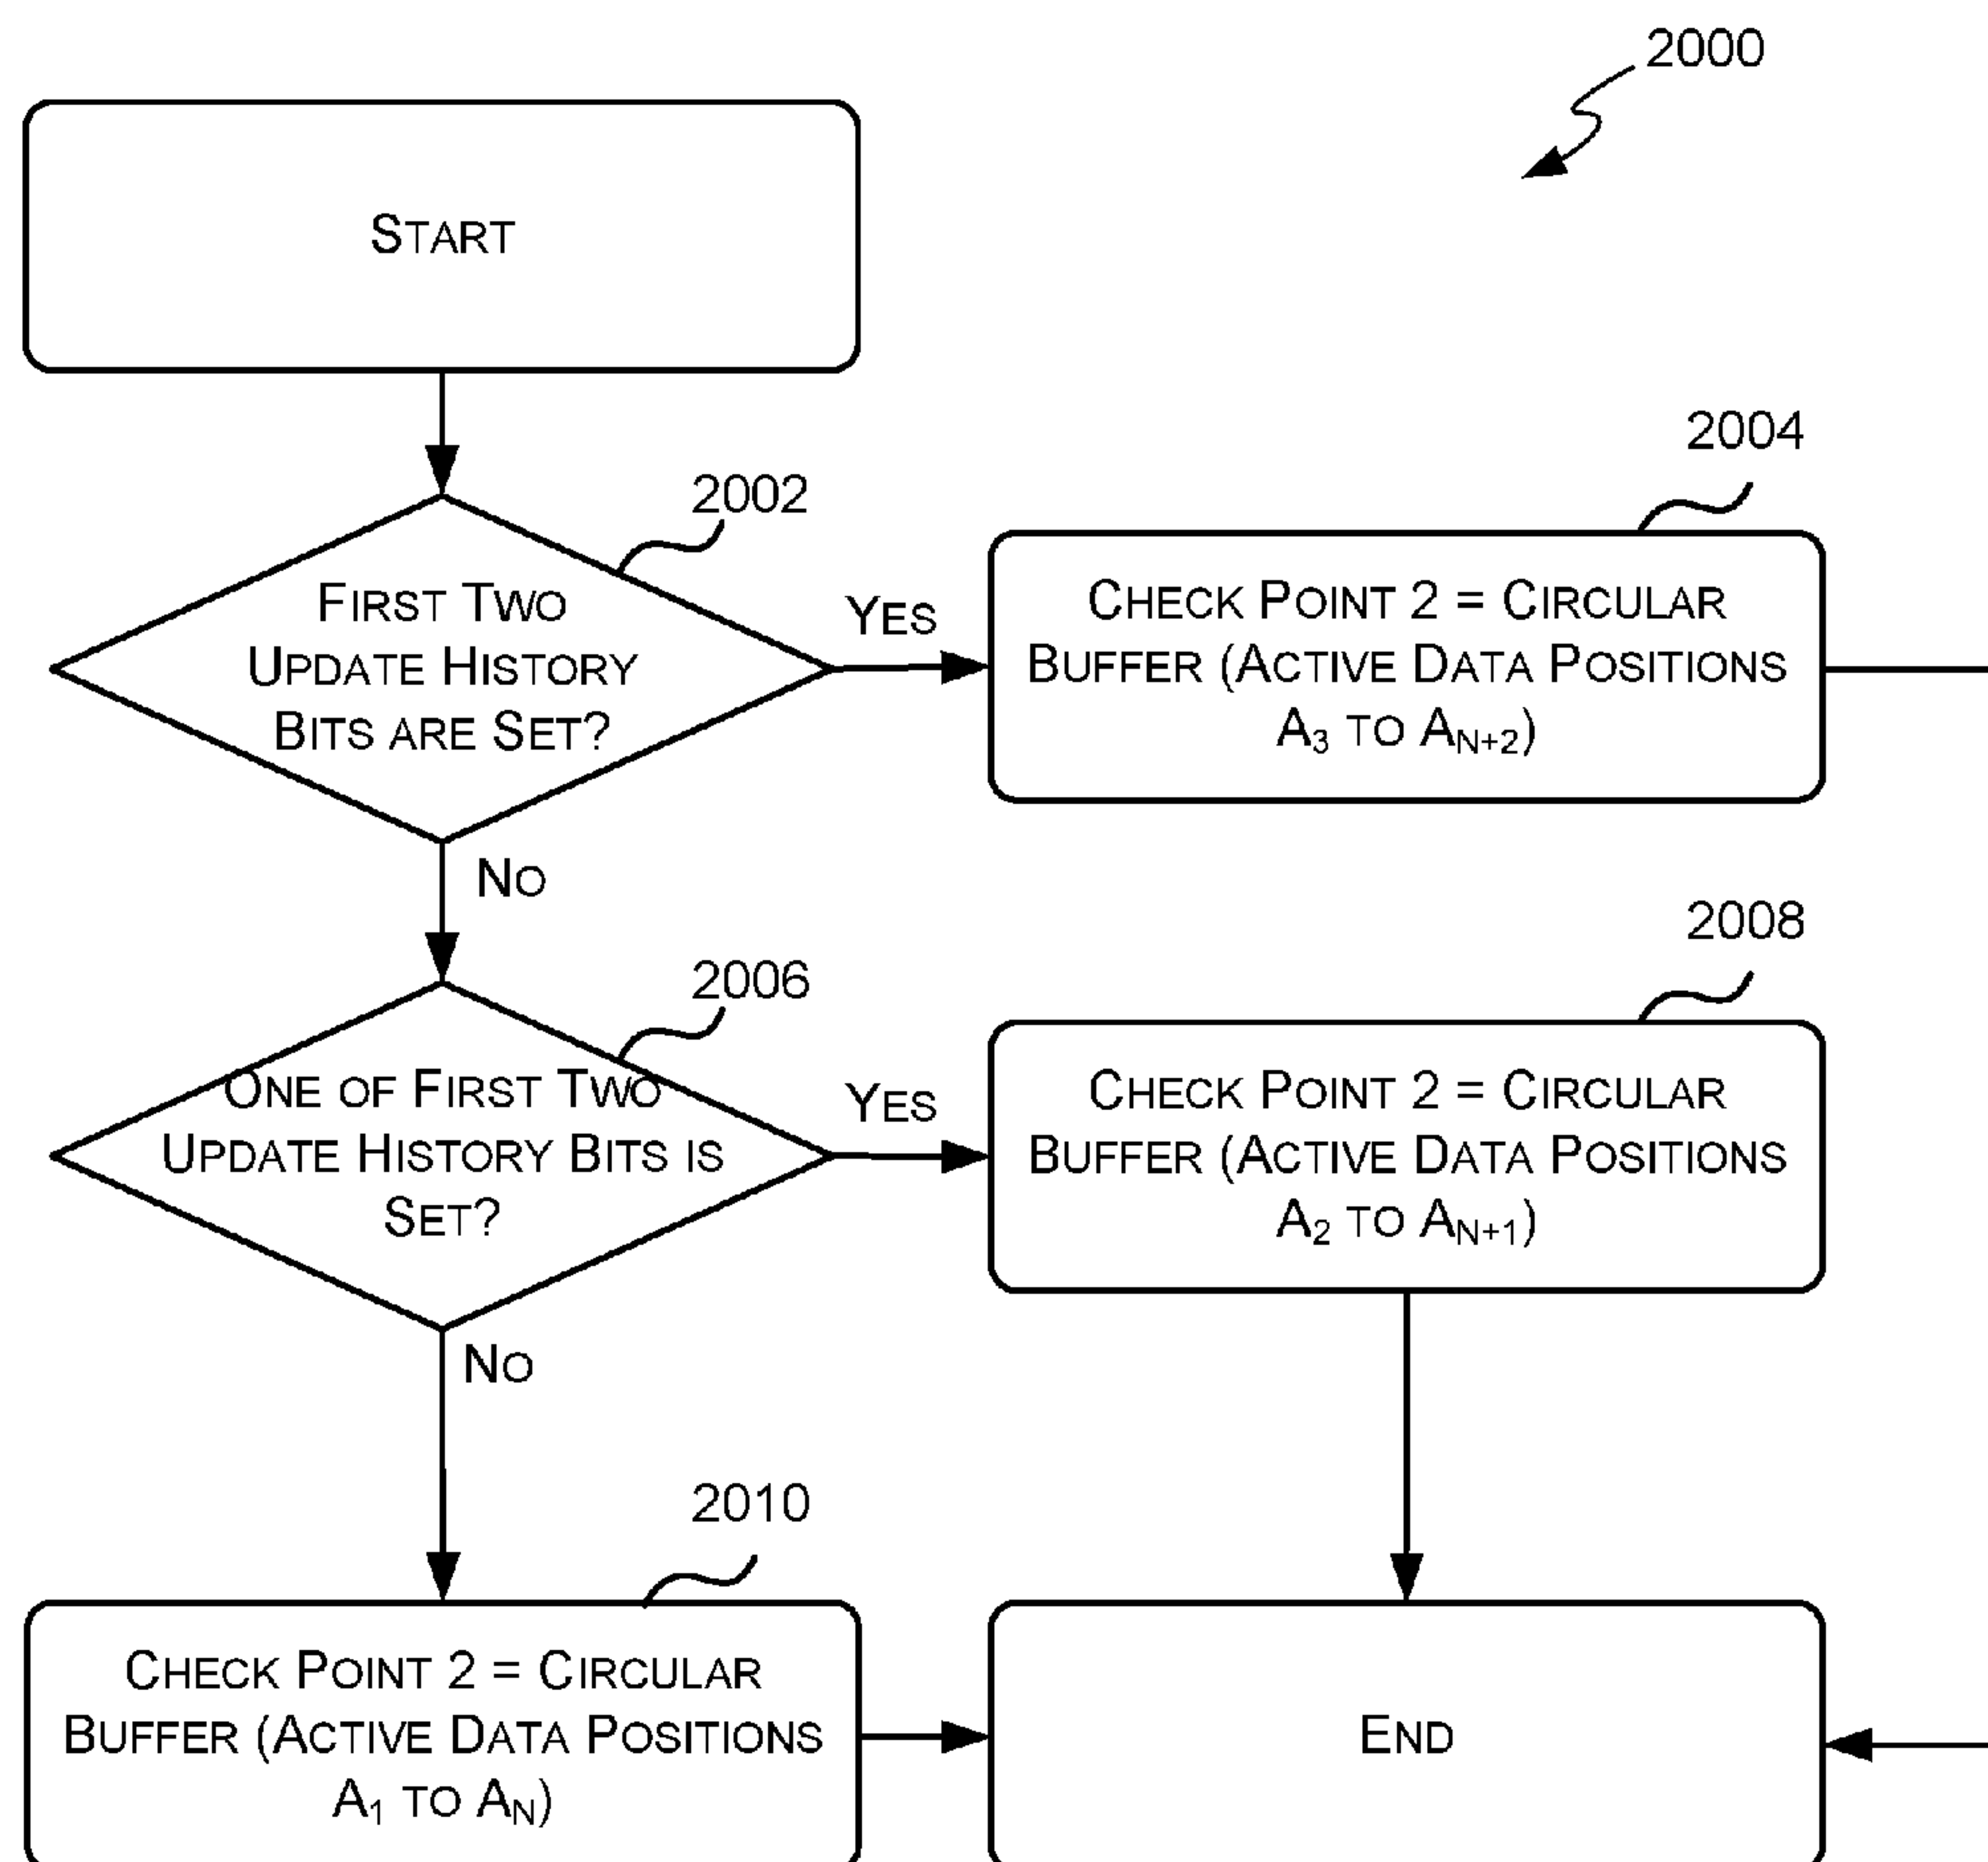 2000
START
2002
FIRST TWO
UPDATE HISTORY
BITS ARE SET?
YES
2004
CHECK POINT 2 = CIRCULAR
BUFFER (ACTIVE DATA POSITIONS
A₃ TO A_N+2)
NO
2006
ONE OF FIRST TWO
UPDATE HISTORY BITS IS
SET?
YES
2008
CHECK POINT 2 = CIRCULAR
BUFFER (ACTIVE DATA POSITIONS
A₂ TO A_N+1)
NO
2010
CHECK POINT 2 = CIRCULAR
BUFFER (ACTIVE DATA POSITIONS
A₁ TO A_N)
END